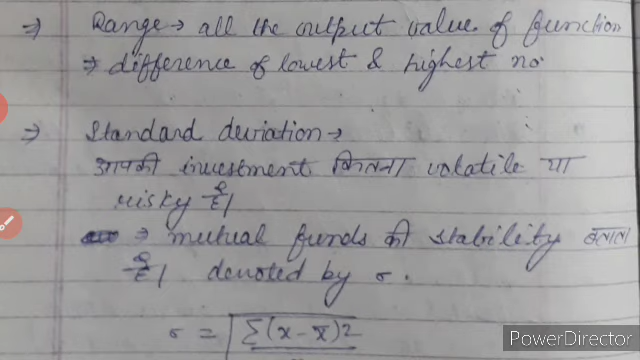 ⇒ Range → all the output value of function
⇒ difference of lowest & highest no.
⇒ Standard deviation →
आपकी investment कितना volatile या
risky है।
⇒ mutual funds की stability बताता
है। denoted by σ.
σ = √Σ(x-x̄)2
PowerDirector